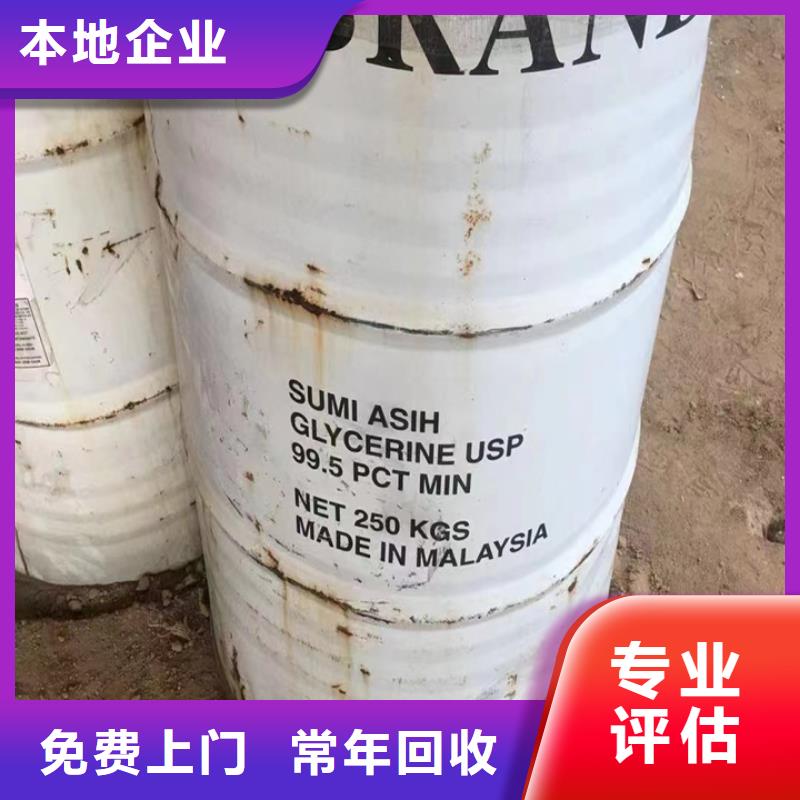 本地企业
SUMI ASIH
GLYCERINE USP
99.5 PCT MIN
NET 250 KGS
MADE IN MALAYSIA
专业
评估
免费上门 常年回收